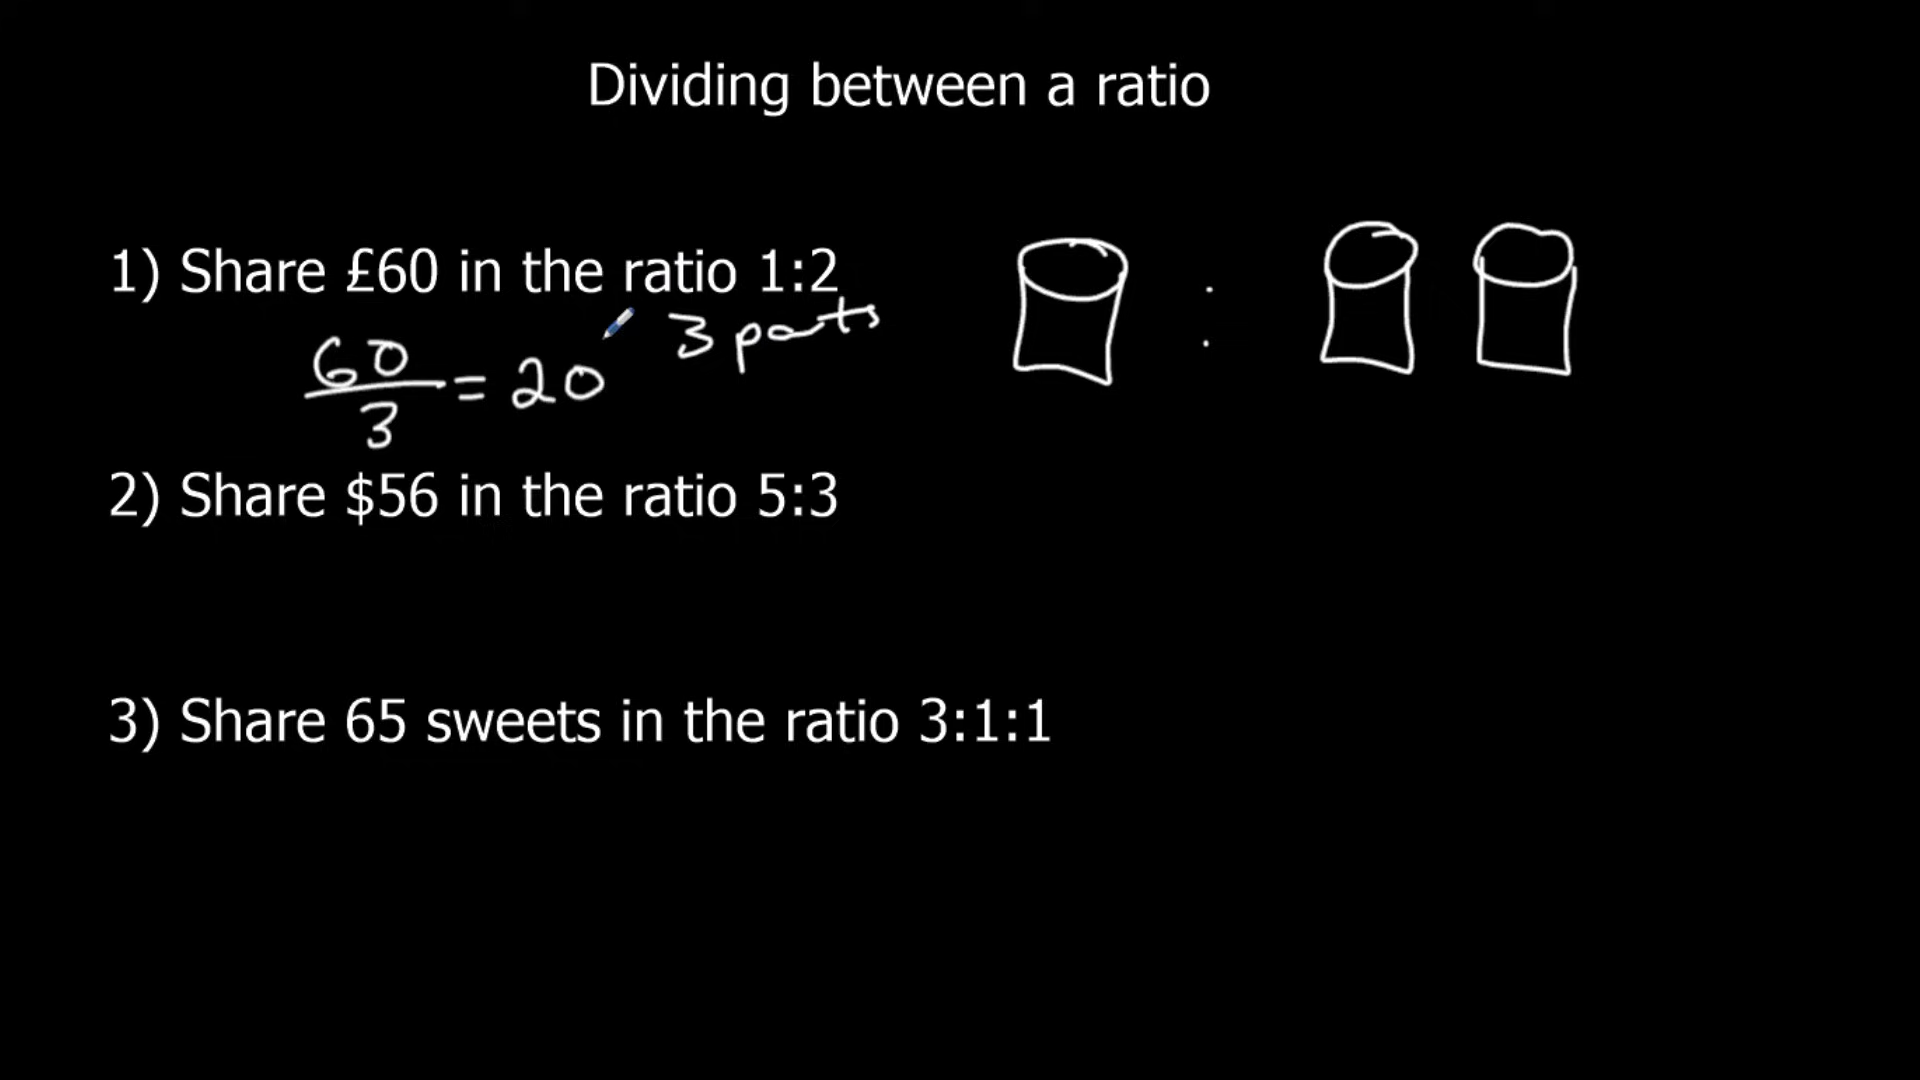 Dividing between a ratio
1) Share £60 in the ratio 1:2
3 parts
60/3 = 20
2) Share $56 in the ratio 5:3
3) Share 65 sweets in the ratio 3:1:1